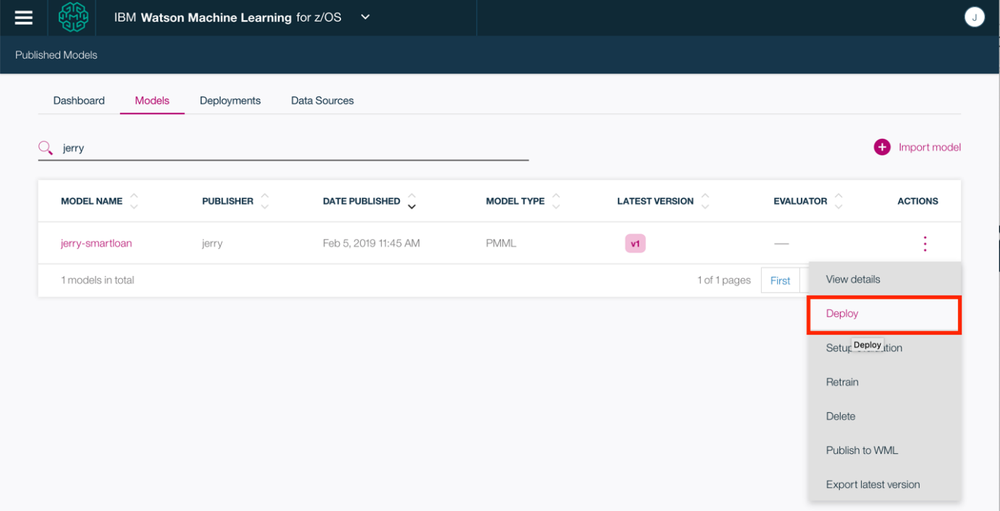 IBM Watson Machine Learning for z/OS
J
Published Models
Dashboard Models Deployments Data Sources
jerry
Import model
MODEL NAME PUBLISHER DATE PUBLISHED MODEL TYPE LATEST VERSION EVALUATOR ACTIONS
jerry-smartloan jerry Feb 5, 2019 11:45 AM PMML v1 —
1 models in total 1 of 1 pages First
View details
Deploy
Deploy
Setup
Retrain
Delete
Publish to WML
Export latest version